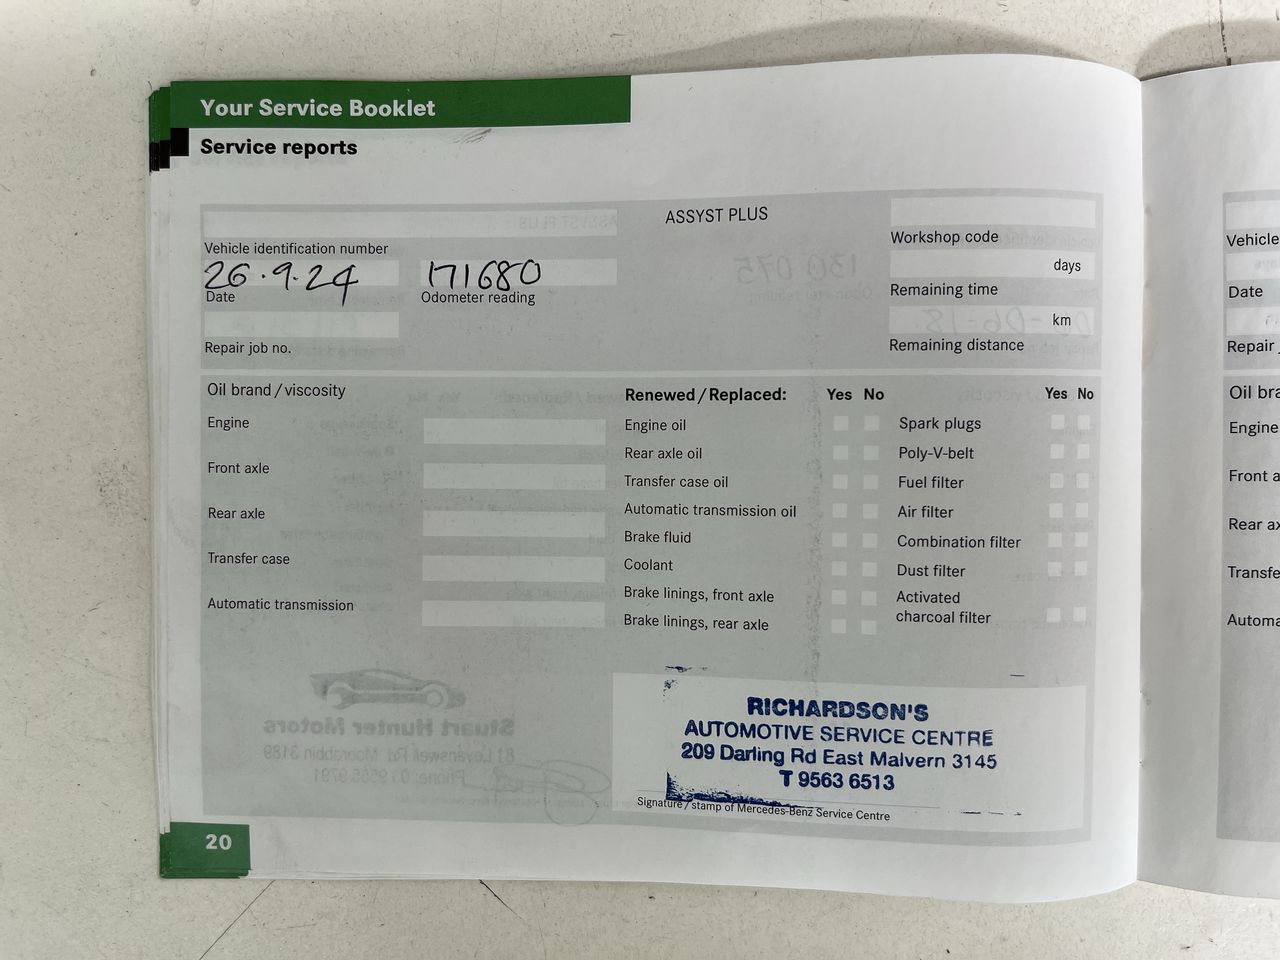 Your Service Booklet
Service reports
ASSYST PLUS
Vehicle identification number
Workshop code
26.9.24 171680
days
Date Odometer reading
Remaining time
km
Repair job no.
Remaining distance
Oil brand / viscosity
Engine
Front axle
Rear axle
Transfer case
Automatic transmission
Renewed / Replaced: Yes No
Engine oil
Rear axle oil
Transfer case oil
Automatic transmission oil
Brake fluid
Coolant
Brake linings, front axle
Brake linings, rear axle
Yes No
Spark plugs
Poly-V-belt
Fuel filter
Air filter
Combination filter
Dust filter
Activated
charcoal filter
RICHARDSON'S
AUTOMOTIVE SERVICE CENTRE
209 Darling Rd East Malvern 3145
T 9563 6513
Signature / stamp of Mercedes-Benz Service Centre
20
Vehicle
Date
Repair
Oil bra
Engine
Front a
Rear ax
Transfe
Automa